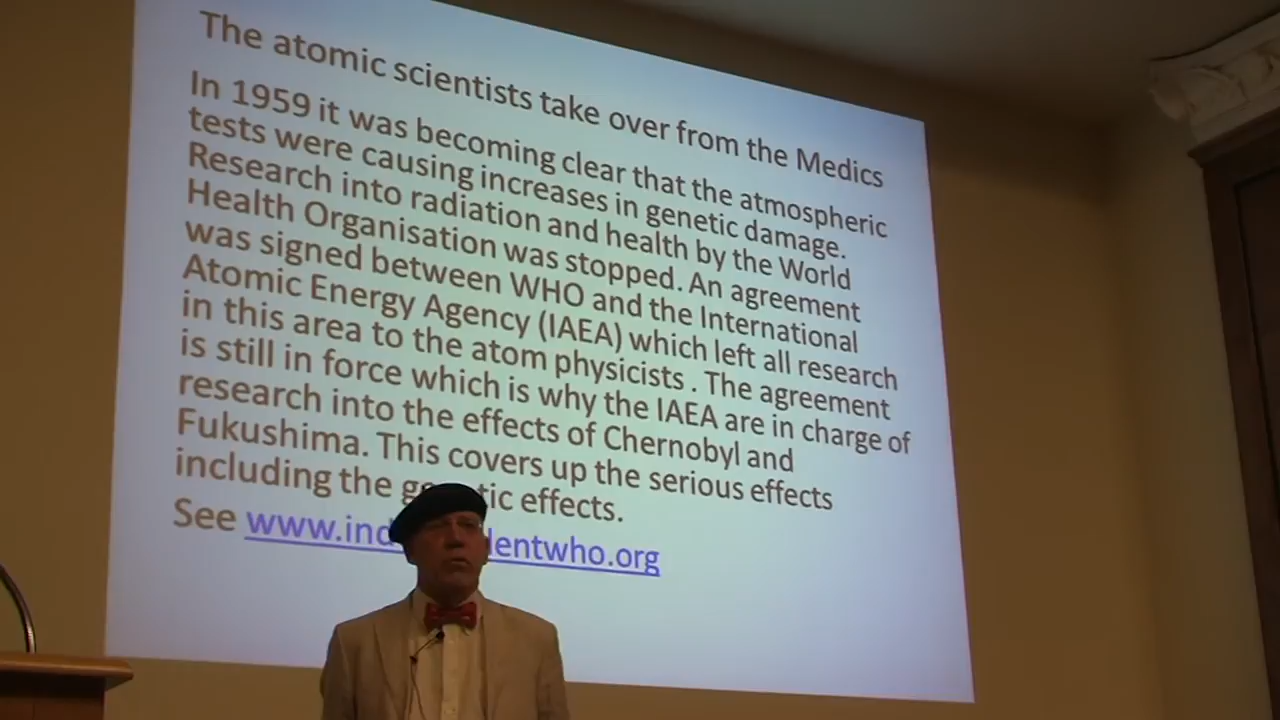 The atomic scientists take over from the Medics
In 1959 it was becoming clear that the atmospheric
tests were causing increases in genetic damage.
Research into radiation and health by the World
Health Organisation was stopped. An agreement
was signed between WHO and the International
Atomic Energy Agency (IAEA) which left all research
in this area to the atom physicists . The agreement
is still in force which is why the IAEA are in charge of
research into the effects of Chernobyl and
Fukushima. This covers up the serious effects
including the effects.
See